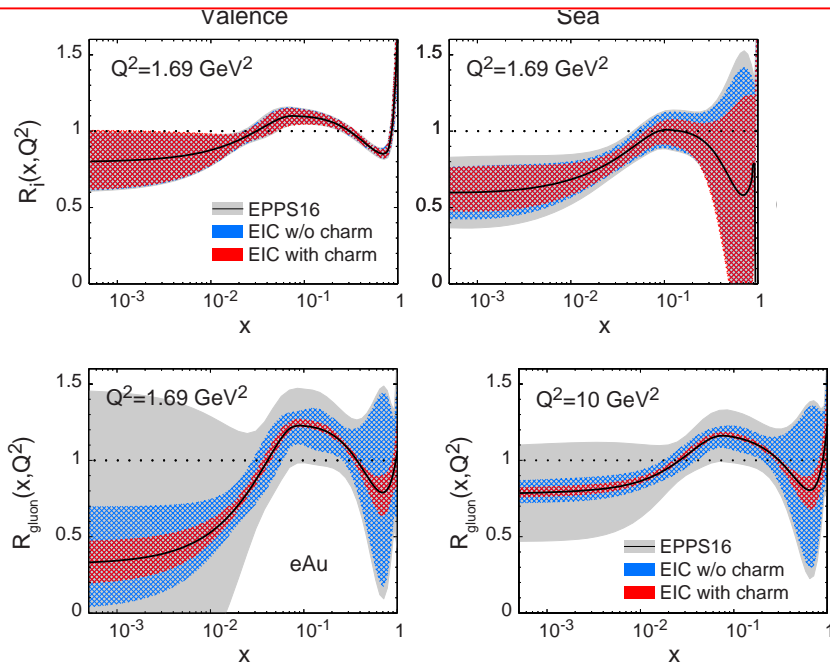 Valence
Sea
R_i(x,Q²)
1.5
1
0.5
0
Q²=1.69 GeV²
EPPS16
EIC w/o charm
EIC with charm
10⁻³ 10⁻² 10⁻¹ 1
x
Q²=1.69 GeV²
1.5
1
0.5
0
10⁻³ 10⁻² 10⁻¹ 1
x
R_gluon(x,Q²)
1.5
1
0.5
0
Q²=1.69 GeV²
eAu
10⁻³ 10⁻² 10⁻¹ 1
x
R_gluon(x,Q²)
1.5
1
0.5
0
Q²=10 GeV²
EPPS16
EIC w/o charm
EIC with charm
10⁻³ 10⁻² 10⁻¹ 1
x